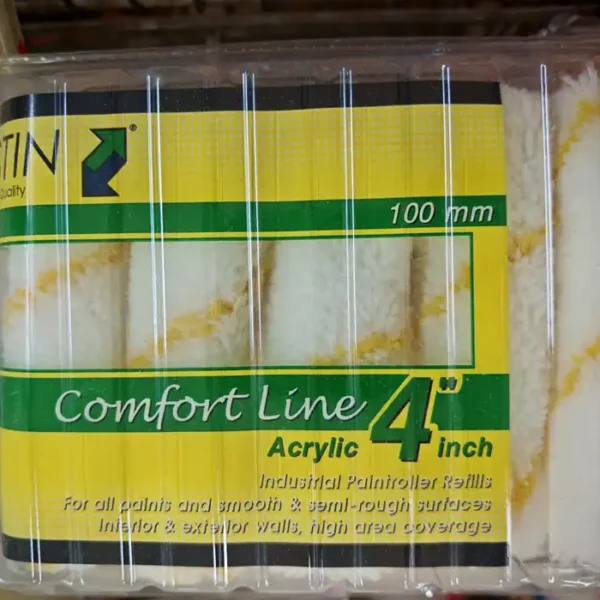 TIN ®
Quality
100 mm
Comfort Line 4"
Acrylic inch
Industrial Paintroller Refills
For all paints and smooth & semi-rough surfaces
Interior & exterior walls, high area coverage